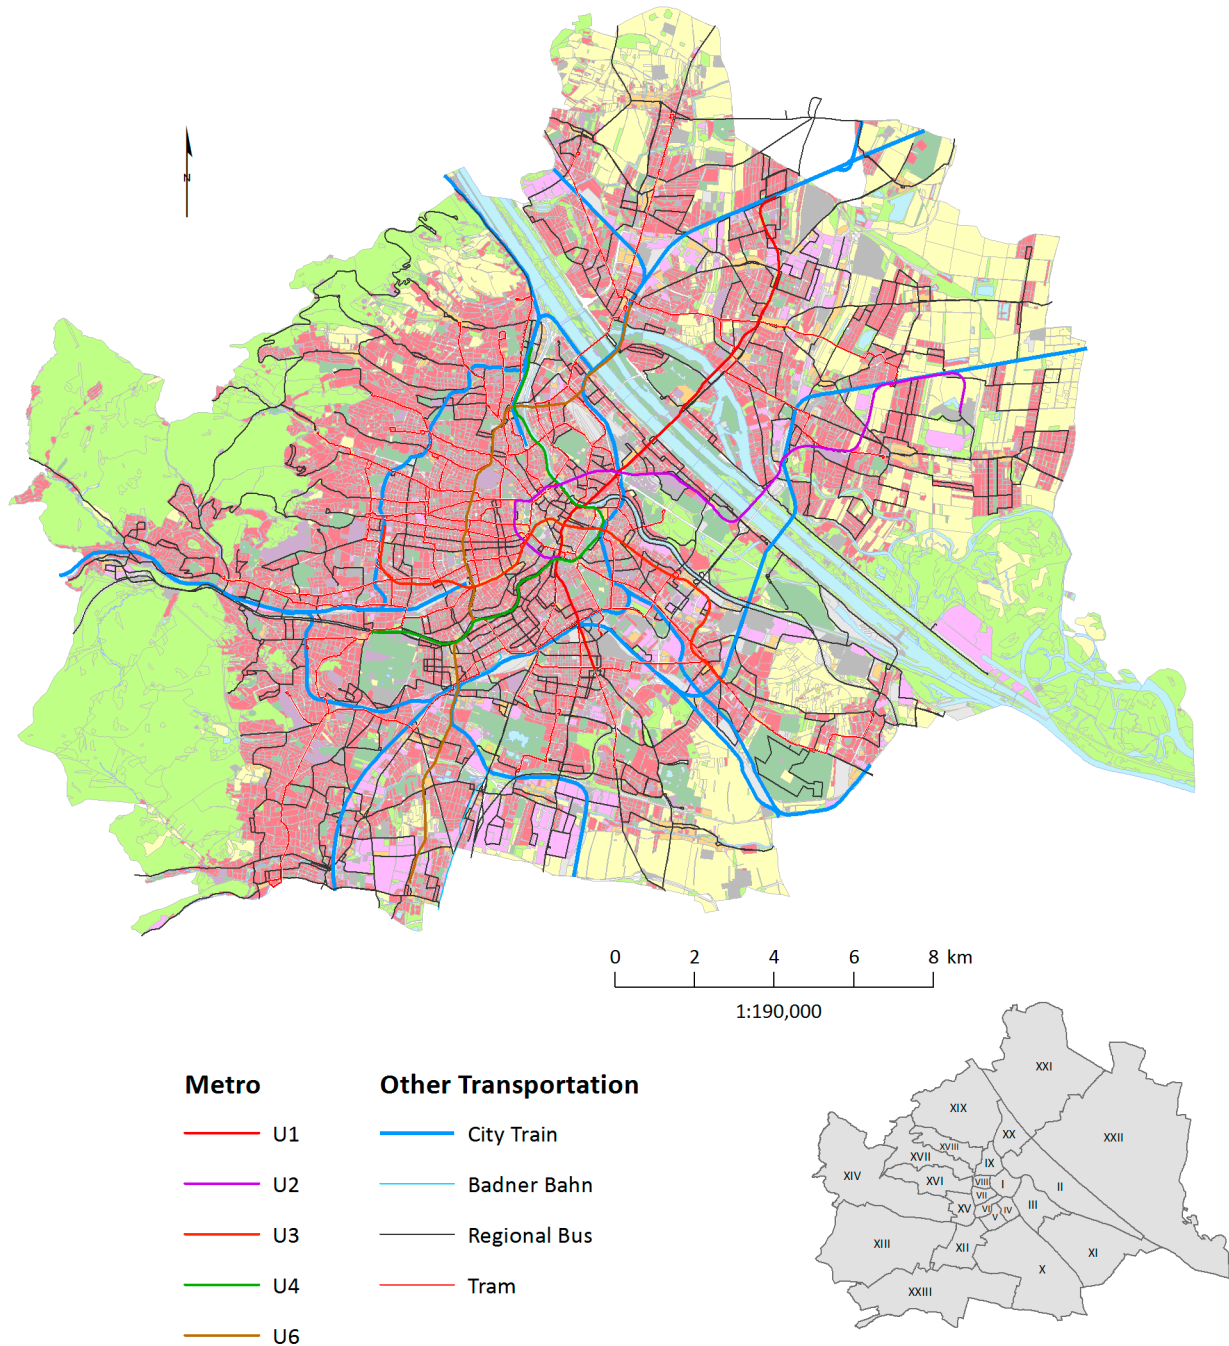 N
0 2 4 6 8 km
1:190,000
Metro
U1
U2
U3
U4
U6
Other Transportation
City Train
Badner Bahn
Regional Bus
Tram
XXI
XIX
XX
XXII
XVIII
XVII
IX
XIV
XVI
VIII
I
II
VII
XV
VI
IV
III
V
XIII
XII
XI
X
XXIII